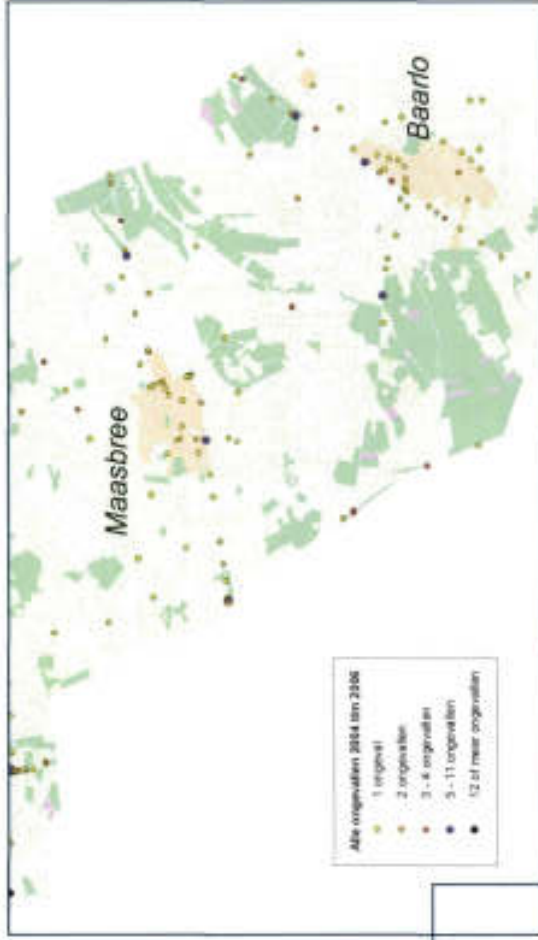 Maasbree
Baarlo
Alle ongevallen 2004 t/m 2006
1 ongeval
2 ongevallen
3 - 4 ongevallen
5 - 11 ongevallen
12 of meer ongevallen